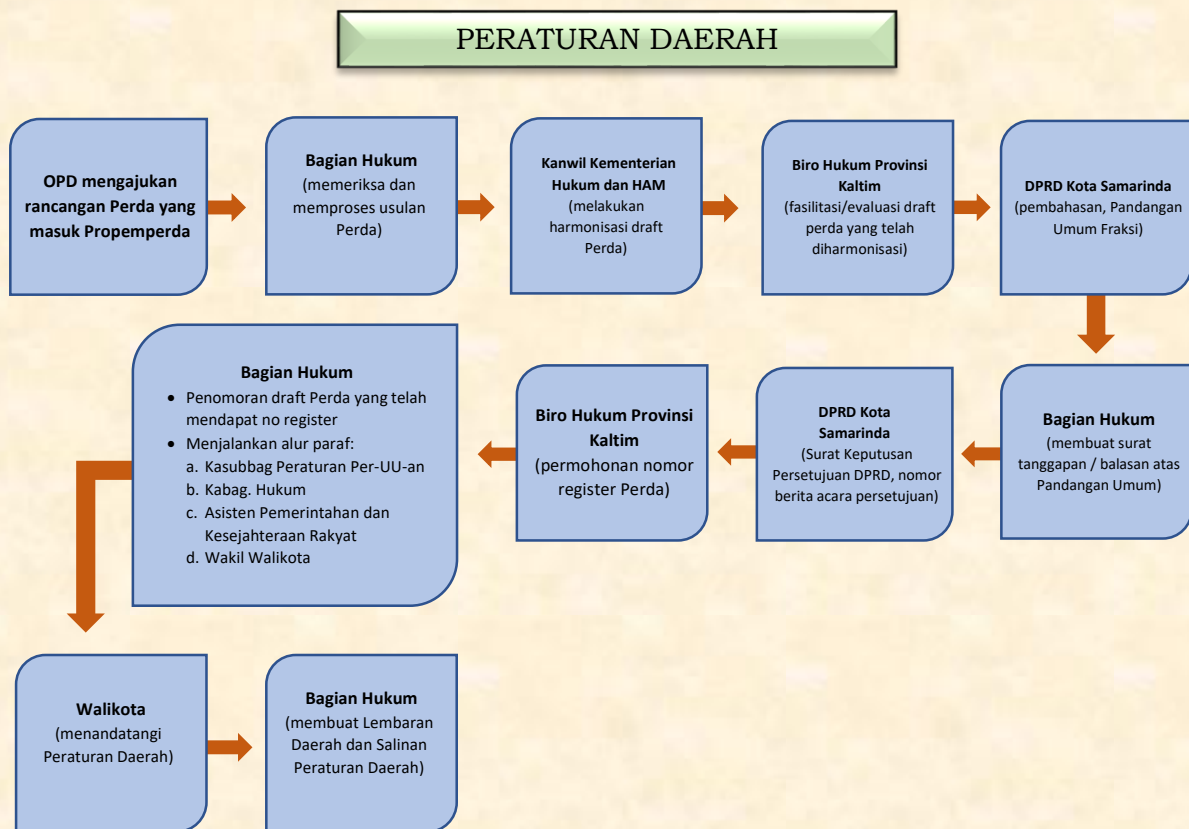 PERATURAN DAERAH
OPD mengajukan
rancangan Perda yang
masuk Propemperda
Bagian Hukum
(memeriksa dan
memproses usulan
Perda)
Kanwil Kementerian
Hukum dan HAM
(melakukan
harmonisasi draft
Perda)
Biro Hukum Provinsi
Kaltim
(fasilitasi/evaluasi draft
perda yang telah
diharmonisasi)
DPRD Kota Samarinda
(pembahasan, Pandangan
Umum Fraksi)
Bagian Hukum
(membuat surat
tanggapan / balasan atas
Pandangan Umum)
DPRD Kota
Samarinda
(Surat Keputusan
Persetujuan DPRD, nomor
berita acara persetujuan)
Biro Hukum Provinsi
Kaltim
(permohonan nomor
register Perda)
Bagian Hukum
• Penomoran draft Perda yang telah
mendapat no register
• Menjalankan alur paraf:
a. Kasubbag Peraturan Per-UU-an
b. Kabag. Hukum
c. Asisten Pemerintahan dan
Kesejahteraan Rakyat
d. Wakil Walikota
Walikota
(menandatangi
Peraturan Daerah)
Bagian Hukum
(membuat Lembaran
Daerah dan Salinan
Peraturan Daerah)